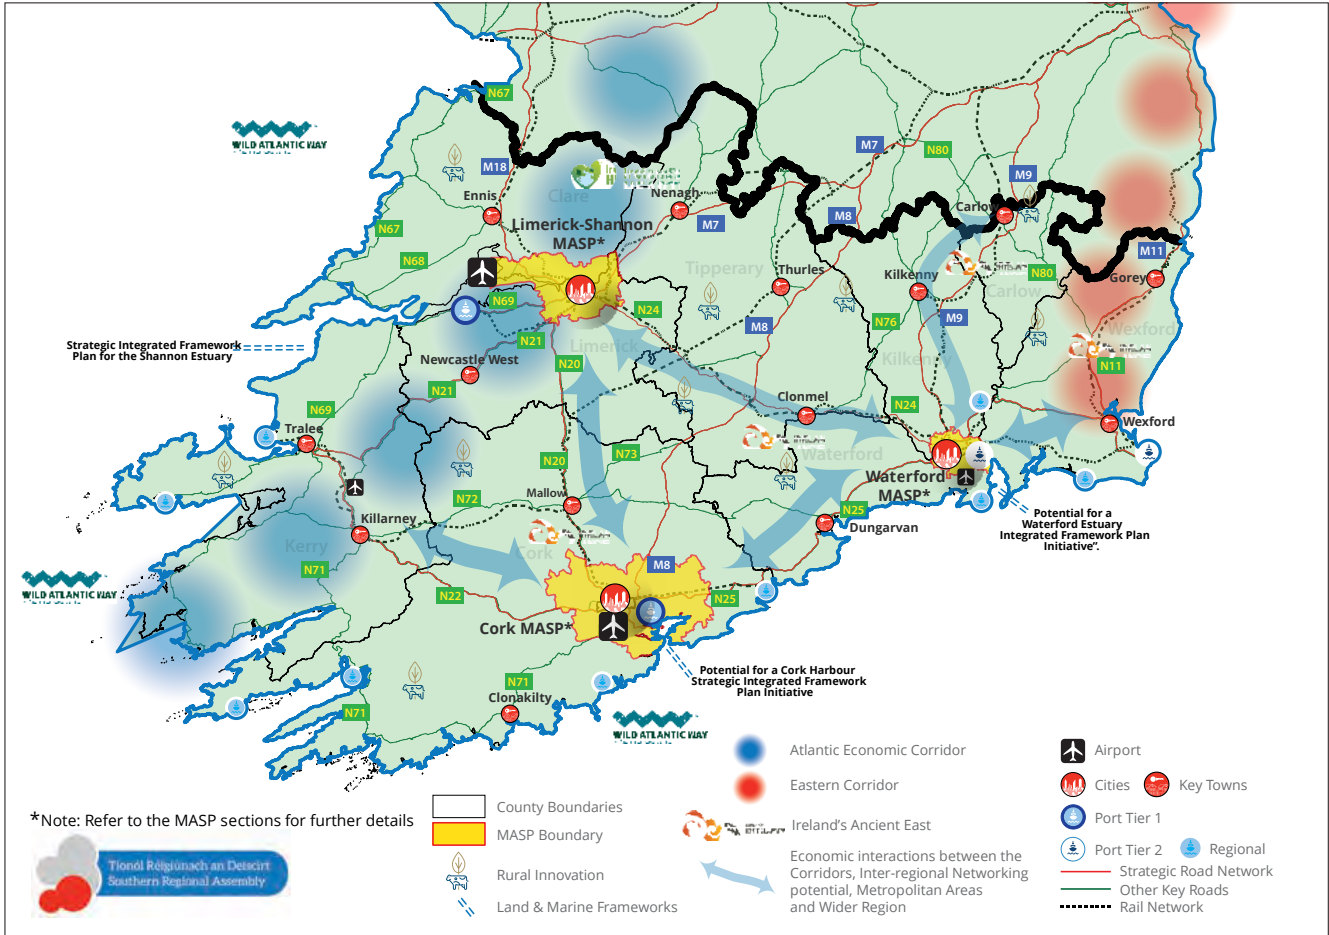 N67
WILD ATLANTIC WAY
M18
M7
N80
M9
Ennis
Clare
Nenagh
Carlow
Limerick-Shannon
MASP*
M7
M8
N67
N68
M11
Tipperary
Thurles
Kilkenny
N80
Carlow
Gorey
N69
N24
M8
N76
M9
Wexford
Strategic Integrated Framework
Plan for the Shannon Estuary
N21
Limerick
Newcastle West
N20
Kilkenny
N11
N21
Clonmel
N24
N69
Tralee
Wexford
N20
N73
Waterford
Waterford
MASP*
N72
Mallow
N25
Dungarvan
Potential for a
Waterford Estuary
Integrated Framework Plan
Initiative”.
Killarney
Kerry
Cork
N71
M8
WILD ATLANTIC WAY
N22
N25
Cork MASP*
Potential for a Cork Harbour
Strategic Integrated Framework
Plan Initiative
N71
Clonakilty
N71
WILD ATLANTIC WAY
Atlantic Economic Corridor
Eastern Corridor
Ireland’s Ancient East
Economic interactions between the
Corridors, Inter-regional Networking
potential, Metropolitan Areas
and Wider Region
Airport
Cities
Key Towns
Port Tier 1
Port Tier 2
Regional
Strategic Road Network
Other Key Roads
Rail Network
County Boundaries
MASP Boundary
Rural Innovation
Land & Marine Frameworks
*Note: Refer to the MASP sections for further details
Tionól Réigiúnach an Deiscirt
Southern Regional Assembly